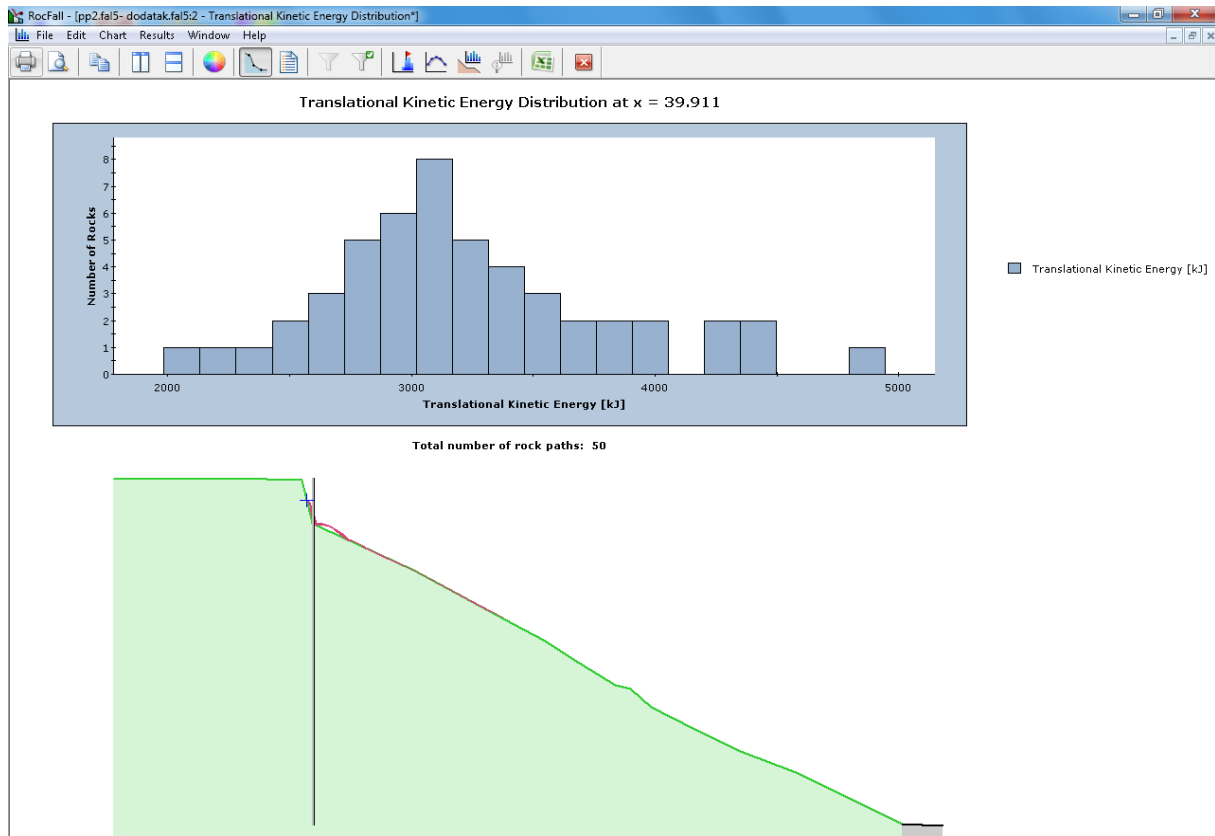 RocFall - [pp2.fal5- dodatak.fal5:2 - Translational Kinetic Energy Distribution*]
File Edit Chart Results Window Help
Translational Kinetic Energy Distribution at x = 39.911
8
7
6
5
4
3
2
1
0
Number of Rocks
2000 3000 4000 5000
Translational Kinetic Energy [kJ]
Translational Kinetic Energy [kJ]
Total number of rock paths: 50